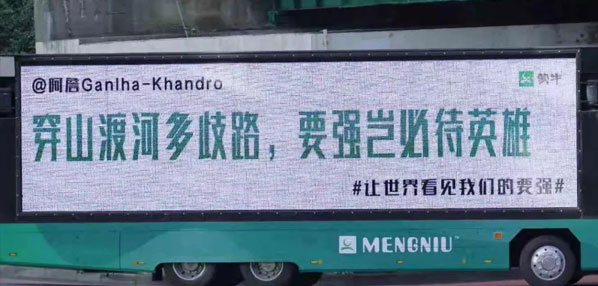 @阿詹Ganlha-Khandro
蒙牛
穿山渡河多歧路，要强岂必待英雄
#让世界看见我们的要强#
MENGNIU™